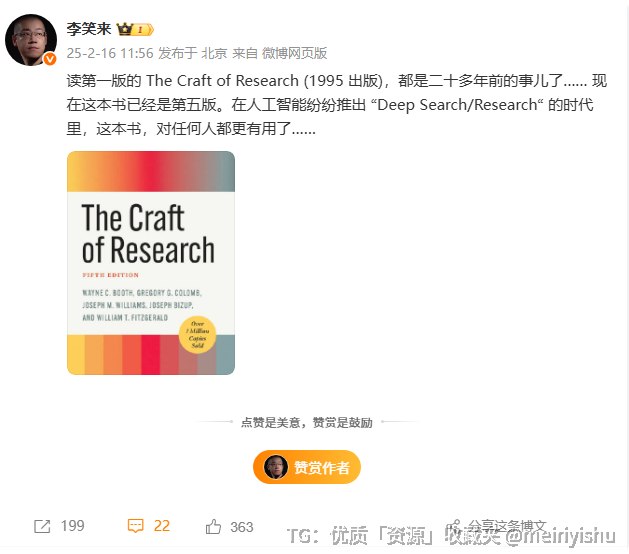 李笑来 1
25-2-16 11:56 发布于 北京 来自 微博网页版
读第一版的 The Craft of Research (1995 出版)，都是二十多年前的事儿了…… 现
在这本书已经是第五版。在人工智能纷纷推出 “Deep Search/Research“ 的时代
里，这本书，对任何人都更有用了……
The Craft
of Research
FIFTH EDITION
WAYNE C. BOOTH, GREGORY G. COLOMB,
JOSEPH M. WILLIAMS, JOSEPH BIZUP,
AND WILLIAM T. FITZGERALD
Over
1 Million
Copies
Sold
点赞是美意，赞赏是鼓励
赞赏作者
199 22 363 分享这条博文
TG：优质「资源」收藏夹 @meiriyishu